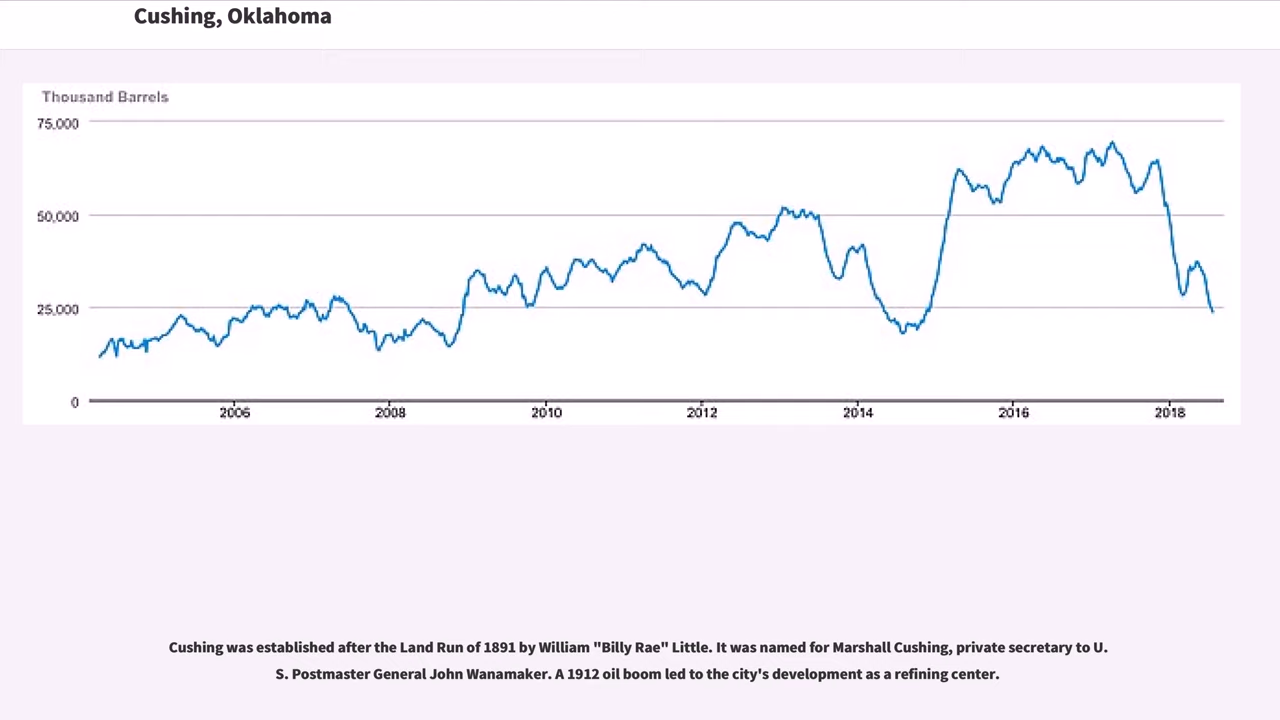 Cushing, Oklahoma
Thousand Barrels
75,000
50,000
25,000
0
2006 2008 2010 2012 2014 2016 2018
Cushing was established after the Land Run of 1891 by William "Billy Rae" Little. It was named for Marshall Cushing, private secretary to U.
S. Postmaster General John Wanamaker. A 1912 oil boom led to the city's development as a refining center.